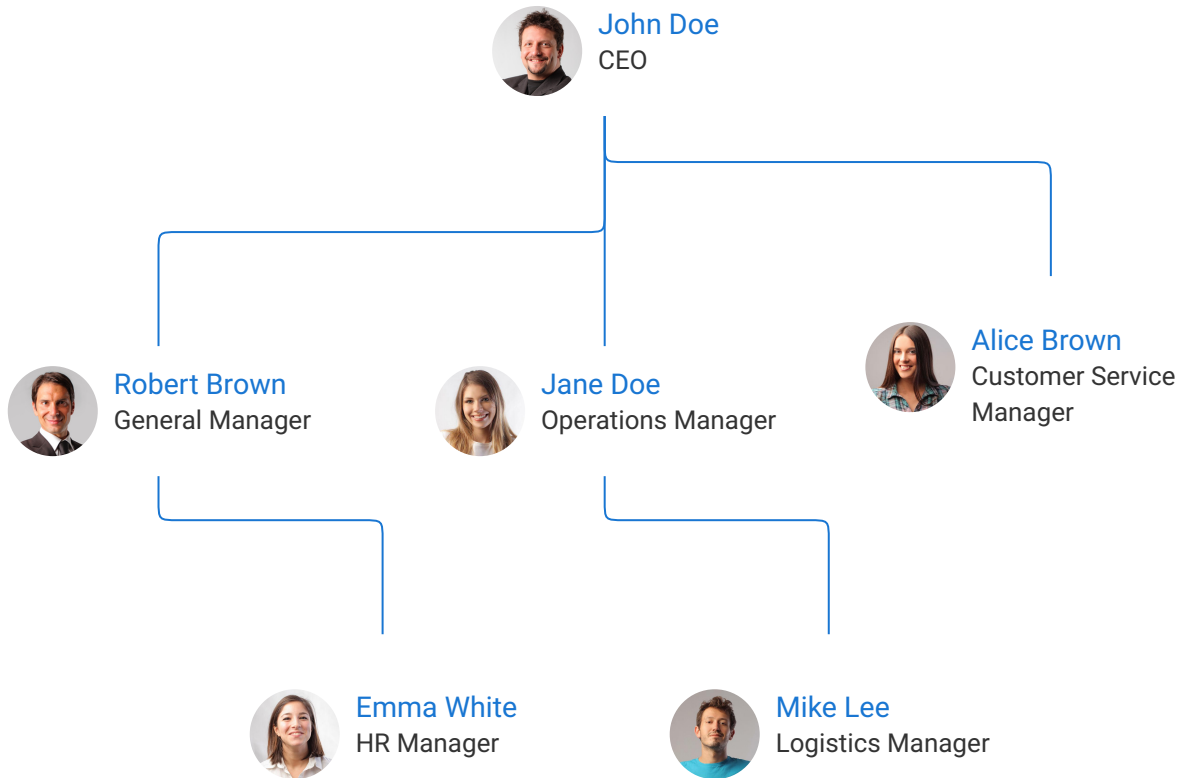 John Doe
CEO
Robert Brown
General Manager
Jane Doe
Operations Manager
Alice Brown
Customer Service
Manager
Emma White
HR Manager
Mike Lee
Logistics Manager